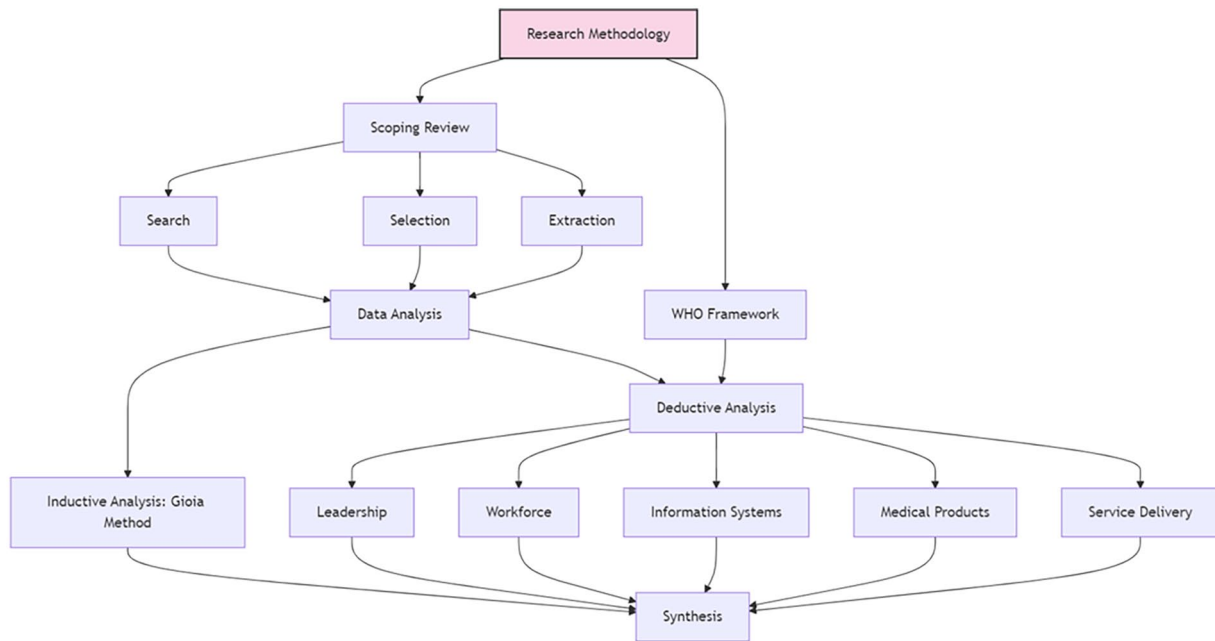 Research Methodology
Scoping Review
Search
Selection
Extraction
Data Analysis
WHO Framework
Deductive Analysis
Inductive Analysis: Gioia
Method
Leadership
Workforce
Information Systems
Medical Products
Service Delivery
Synthesis